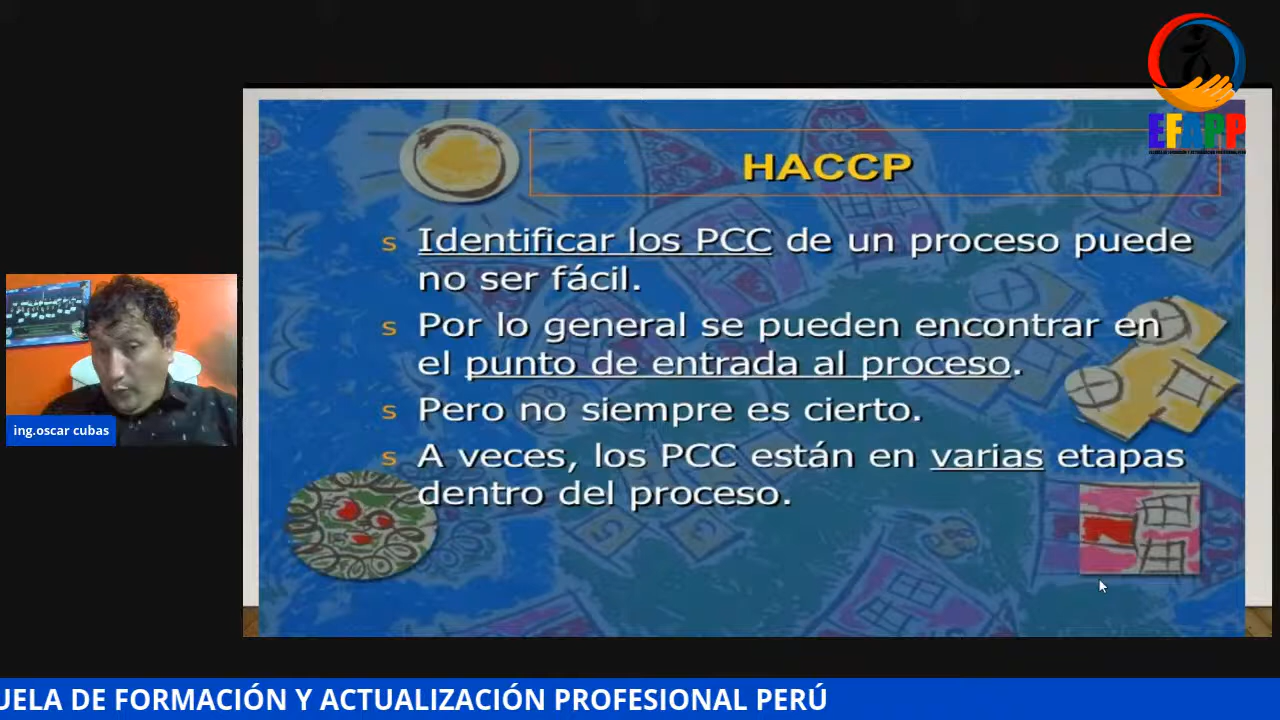 EFAPP
HACCP
s Identificar los PCC de un proceso puede
no ser fácil.
s Por lo general se pueden encontrar en
el punto de entrada al proceso.
s Pero no siempre es cierto.
s A veces, los PCC están en varias etapas
dentro del proceso.
ing.oscar cubas
UELA DE FORMACIÓN Y ACTUALIZACIÓN PROFESIONAL PERÚ